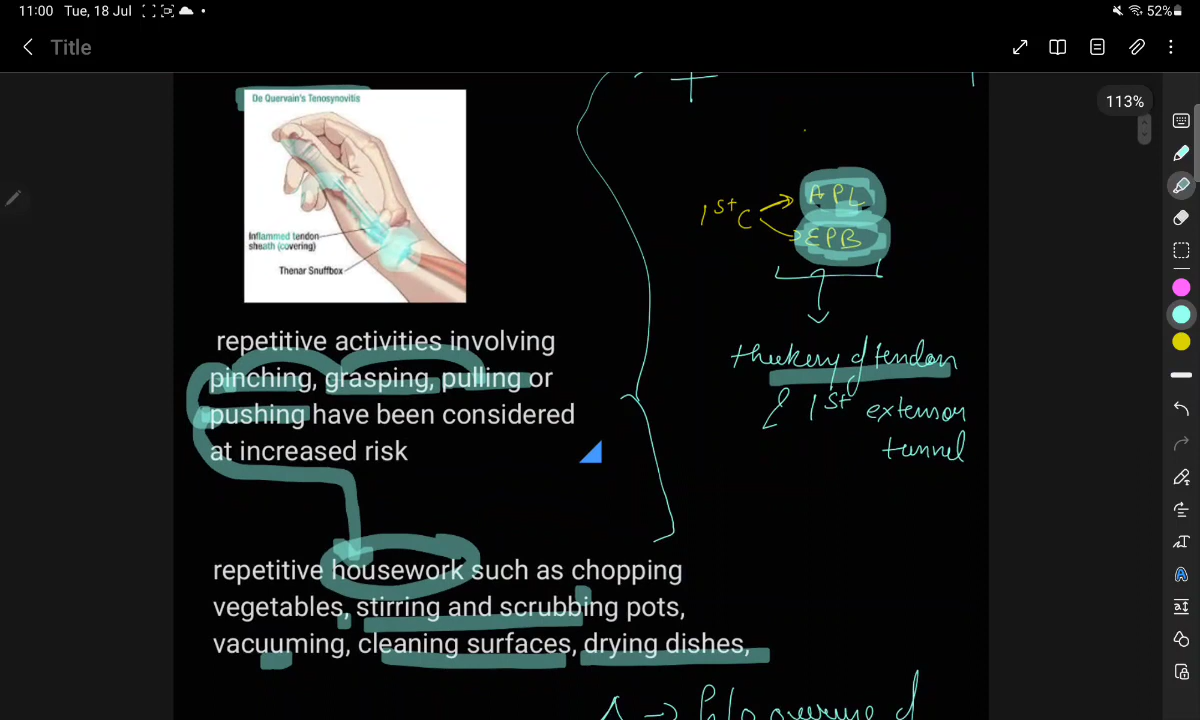 11:00 Tue, 18 Jul
52%
Title
113%
De Quervain's Tenosynovitis
Inflammed tendon
sheath (covering)
Thenar Snuffbox
repetitive activities involving
pinching, grasping, pulling or
pushing have been considered
at increased risk
repetitive housework such as chopping
vegetables, stirring and scrubbing pots,
vacuuming, cleaning surfaces, drying dishes,
1st C
APL
EPB
of tendon
1st extensor
tunnel